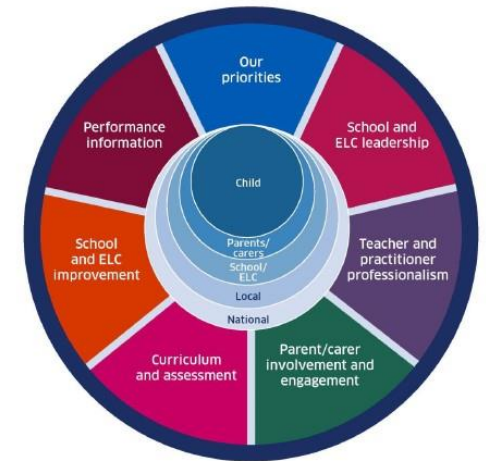 Our
priorities
School and
ELC leadership
Teacher and
practitioner
professionalism
Parent/carer
involvement and
engagement
Curriculum
and assessment
School
and ELC
improvement
Performance
information
Child
Parents/
carers
School/
ELC
Local
National